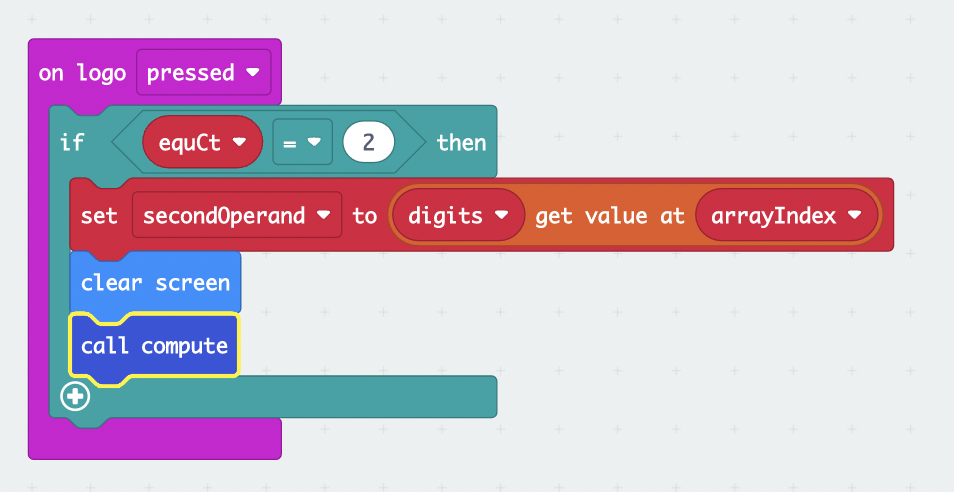 on logo pressed
if equCt = 2 then
set secondOperand to digits get value at arrayIndex
clear screen
call compute